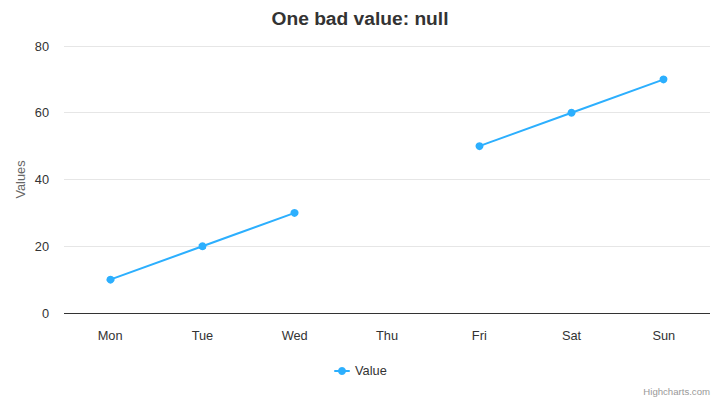 One bad value: null
80
60
40
20
0
Values
Mon Tue Wed Thu Fri Sat Sun
Value
Highcharts.com